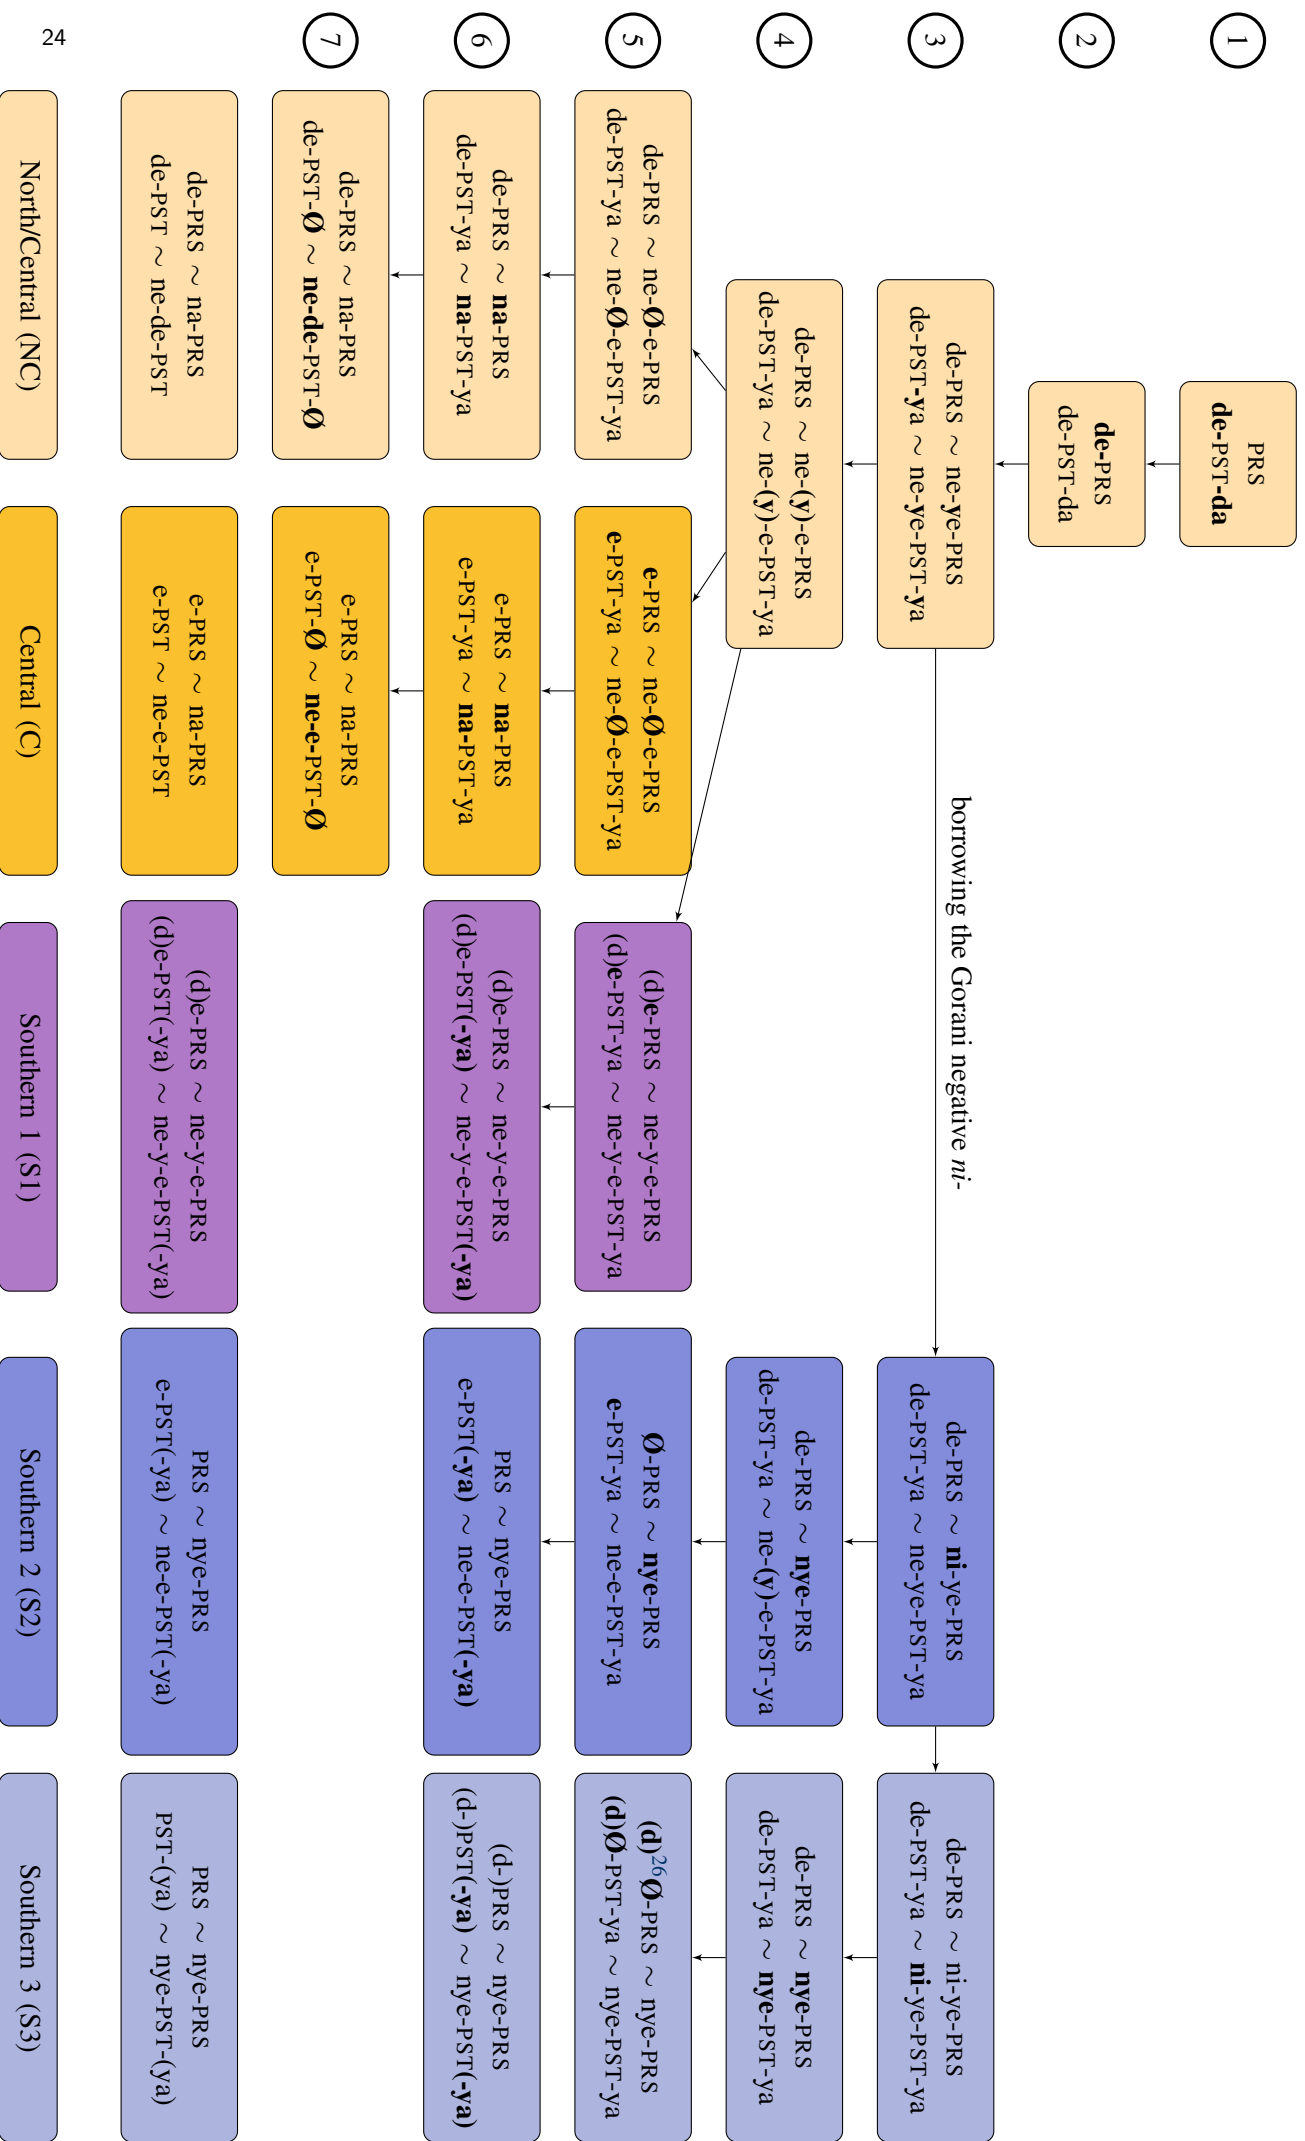 24
1
PRS
de-PST-da
2
de-PRS
de-PST-da
3
de-PRS ~ ne-ye-PRS
de-PST-ya ~ ne-ye-PST-ya
borrowing the Gorani negative ni-
de-PRS ~ ni-ye-PRS
de-PST-ya ~ ne-ye-PST-ya
de-PRS ~ ni-ye-PRS
de-PST-ya ~ ni-ye-PST-ya
4
de-PRS ~ ne-(y)-e-PRS
de-PST-ya ~ ne-(y)-e-PST-ya
de-PRS ~ nye-PRS
de-PST-ya ~ ne-(y)-e-PST-ya
de-PRS ~ nye-PRS
de-PST-ya ~ nye-PST-ya
5
de-PRS ~ ne-Ø-e-PRS
de-PST-ya ~ ne-Ø-e-PST-ya
e-PRS ~ ne-Ø-e-PRS
e-PST-ya ~ ne-Ø-e-PST-ya
(d)e-PRS ~ ne-y-e-PRS
(d)e-PST-ya ~ ne-y-e-PST-ya
Ø-PRS ~ nye-PRS
e-PST-ya ~ ne-e-PST-ya
(d)26Ø-PRS ~ nye-PRS
(d)Ø-PST-ya ~ nye-PST-ya
6
de-PRS ~ na-PRS
de-PST-ya ~ na-PST-ya
e-PRS ~ na-PRS
e-PST-ya ~ na-PST-ya
(d)e-PRS ~ ne-y-e-PRS
(d)e-PST(-ya) ~ ne-y-e-PST(-ya)
PRS ~ nye-PRS
e-PST(-ya) ~ ne-e-PST(-ya)
(d-)PRS ~ nye-PRS
(d-)PST(-ya) ~ nye-PST(-ya)
7
de-PRS ~ na-PRS
de-PST-Ø ~ ne-de-PST-Ø
e-PRS ~ na-PRS
e-PST-Ø ~ ne-e-PST-Ø
de-PRS ~ na-PRS
de-PST ~ ne-de-PST
e-PRS ~ na-PRS
e-PST ~ ne-e-PST
(d)e-PRS ~ ne-y-e-PRS
(d)e-PST(-ya) ~ ne-y-e-PST(-ya)
PRS ~ nye-PRS
e-PST(-ya) ~ ne-e-PST(-ya)
PRS ~ nye-PRS
PST-(ya) ~ nye-PST-(ya)
North/Central (NC)
Central (C)
Southern 1 (S1)
Southern 2 (S2)
Southern 3 (S3)